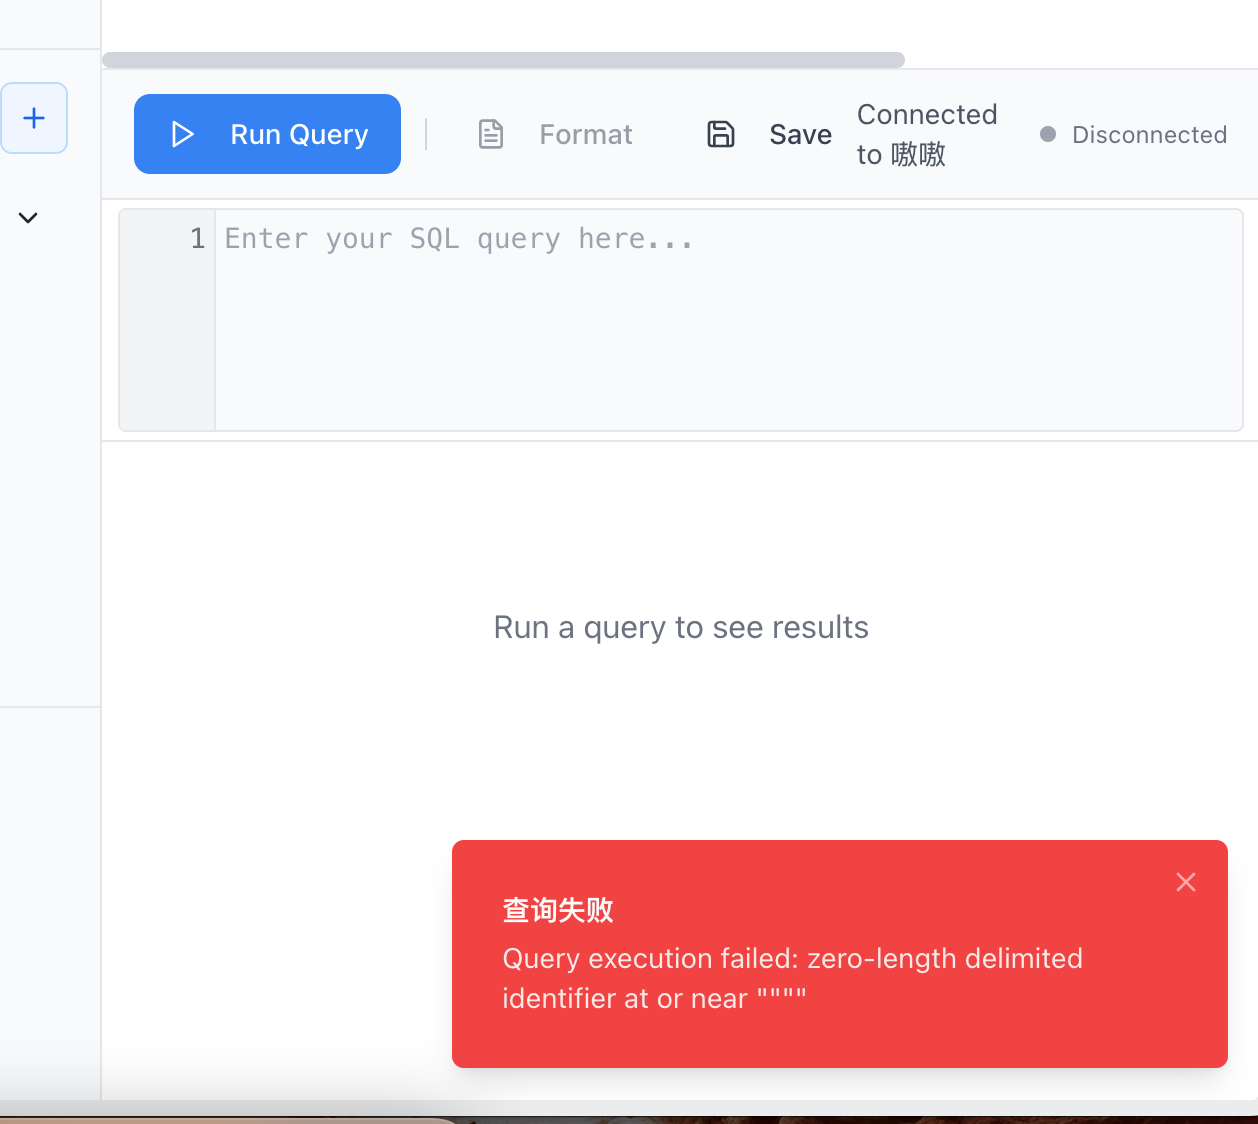 Run Query
Format
Save
Connected
to 嗷嗷
Disconnected
1
Enter your SQL query here...
Run a query to see results
查询失败
Query execution failed: zero-length delimited
identifier at or near """"